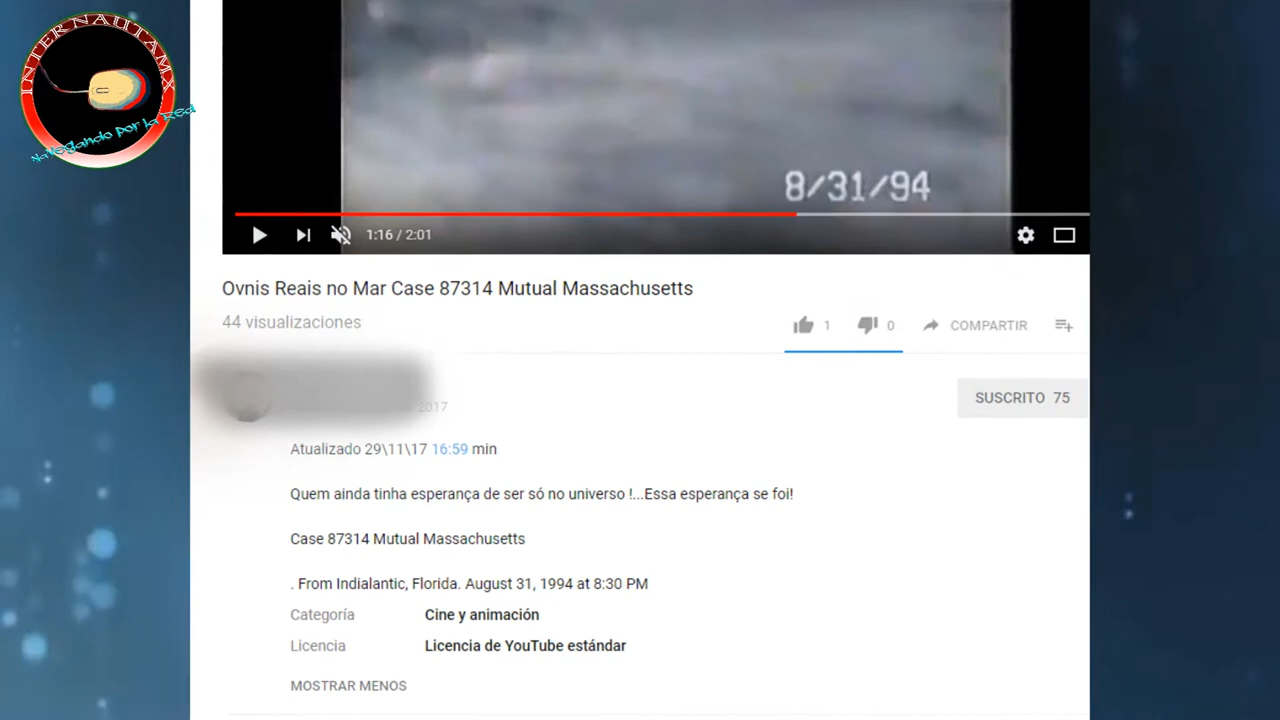 INTERNAUTAMX
Navegando por la Red
8/31/94
1:16 / 2:01
Ovnis Reais no Mar Case 87314 Mutual Massachusetts
44 visualizaciones
1 0 COMPARTIR
2017
SUSCRITO 75
Atualizado 29\11\17 16:59 min
Quem ainda tinha esperança de ser só no universo !...Essa esperança se foi!
Case 87314 Mutual Massachusetts
. From Indialantic, Florida. August 31, 1994 at 8:30 PM
Categoría Cine y animación
Licencia Licencia de YouTube estándar
MOSTRAR MENOS